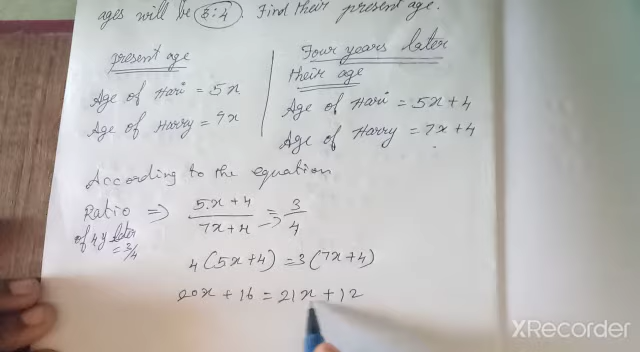 ages will be 3:4. Find their present age.
present age
Age of Hari = 5x
Age of Harry = 7x
Four years later
their age
Age of Hari = 5x+4
Age of Harry = 7x+4
According to the equation
Ratio ⇒ 5x+4 / 7x+4 = 3/4
of 4 y later
= 3/4
4(5x+4) = 3(7x+4)
20x + 16 = 21x + 12
XRecorder